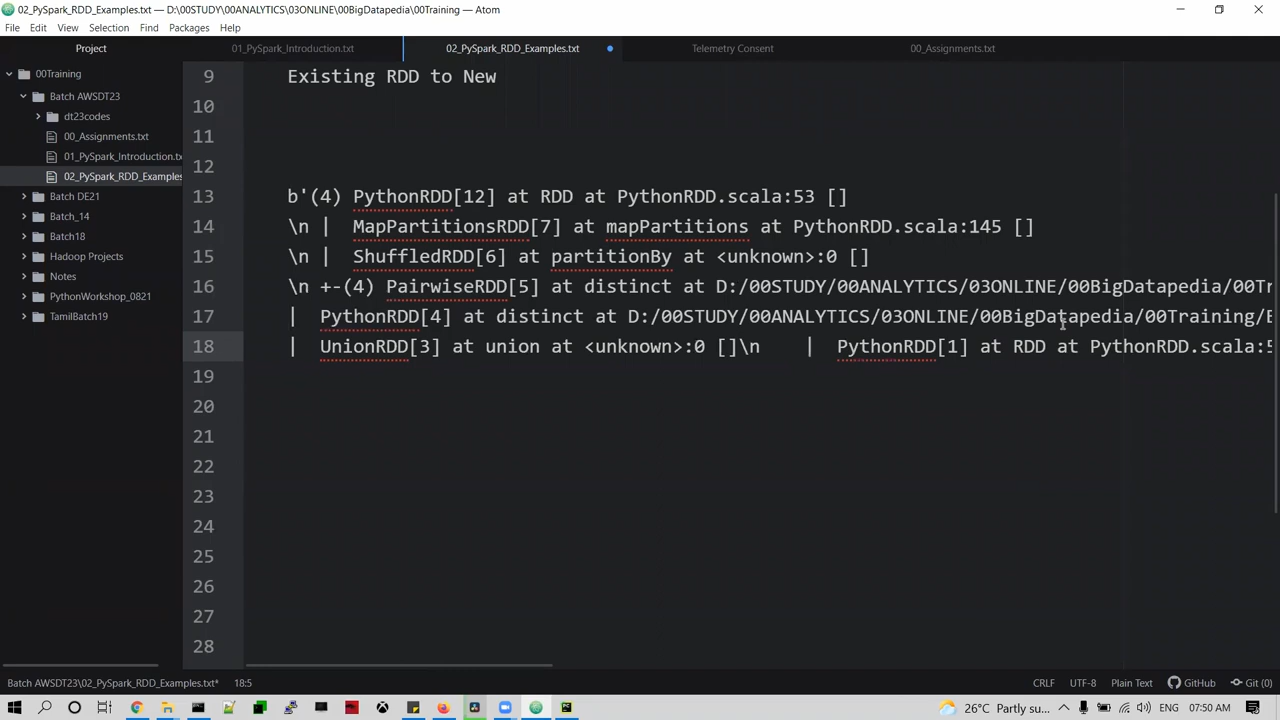 02_PySpark_RDD_Examples.txt — D:\00STUDY\00ANALYTICS\03ONLINE\00BigDatapedia\00Training — Atom
File Edit View Selection Find Packages Help
Project
01_PySpark_Introduction.txt
02_PySpark_RDD_Examples.txt
Telemetry Consent
00_Assignments.txt
00Training
Batch AWSDT23
dt23codes
00_Assignments.txt
01_PySpark_Introduction.tx
02_PySpark_RDD_Examples
Batch DE21
Batch_14
Batch18
Hadoop Projects
Notes
PythonWorkshop_0821
TamilBatch19
9 Existing RDD to New
10
11
12
13 b'(4) PythonRDD[12] at RDD at PythonRDD.scala:53 []
14 \n | MapPartitionsRDD[7] at mapPartitions at PythonRDD.scala:145 []
15 \n | ShuffledRDD[6] at partitionBy at <unknown>:0 []
16 \n +-(4) PairwiseRDD[5] at distinct at D:/00STUDY/00ANALYTICS/03ONLINE/00BigDatapedia/00Tr
17 | PythonRDD[4] at distinct at D:/00STUDY/00ANALYTICS/03ONLINE/00BigDatapedia/00Training/
18 | UnionRDD[3] at union at <unknown>:0 []\n | PythonRDD[1] at RDD at PythonRDD.scala:5
19
20
21
22
23
24
25
26
27
28
Batch AWSDT23\02_PySpark_RDD_Examples.txt* 18:5
CRLF UTF-8 Plain Text GitHub Git (0)
26°C Partly su... 07:50 AM